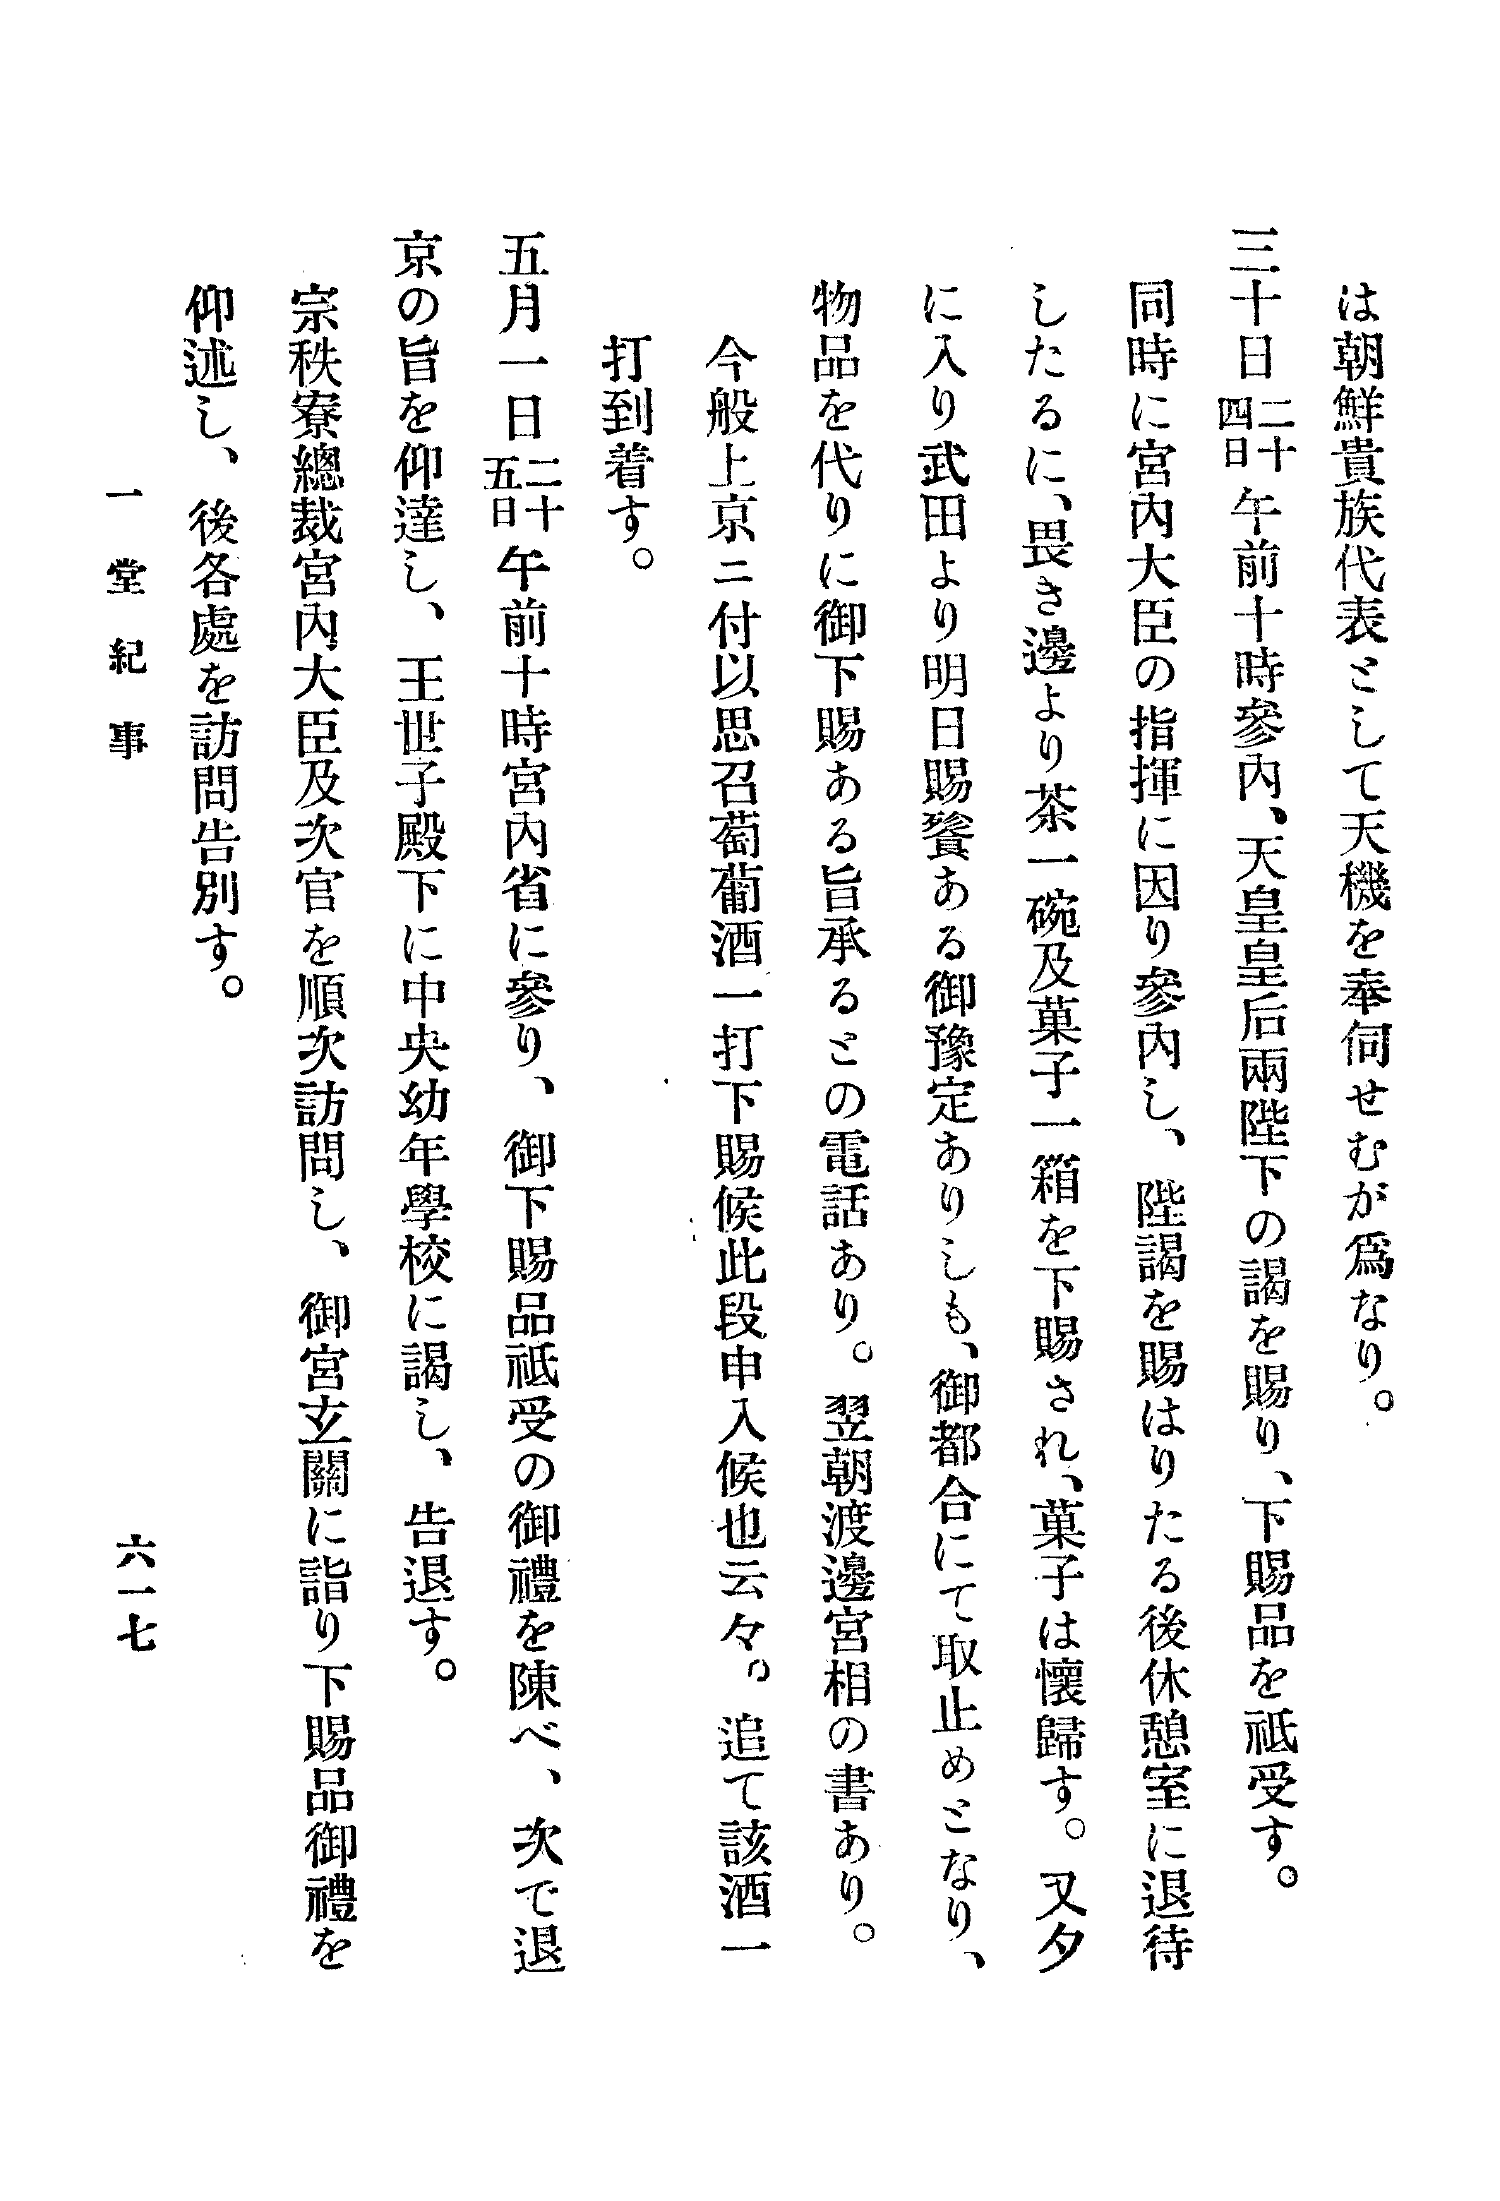 は朝鮮貴族代表として天機を奉伺せむが爲なり。
三十日二十四日午前十時參內、天皇皇后兩陛下の謁を賜り、下賜品を祇受す。
同時に宮內大臣の指揮に因り參內し、陛謁を賜はりたる後休憩室に退待
したるに、畏き邊より茶一碗及菓子一箱を下賜され、菓子は懷歸す。又夕
に入り武田より明日賜餐ある御豫定ありしも、御都合にて取止めとなり、
物品を代りに御下賜ある旨承るとの電話あり。翌朝渡邊宮相の書あり。
今般上京ニ付以思召萄葡酒一打下賜候此段申入候也云々。追て該酒一
打到着す。
五月一日二十五日午前十時宮內省に參り、御下賜品祇受の御禮を陳べ、次で退
京の旨を仰達し、王世子殿下に中央幼年學校に謁し、告退す。
宗秩寮總裁宮內大臣及次官を順次訪問し、御宮玄關に詣り下賜品御禮を
仰述し、後各處を訪問告別す。
一堂紀事
六一七